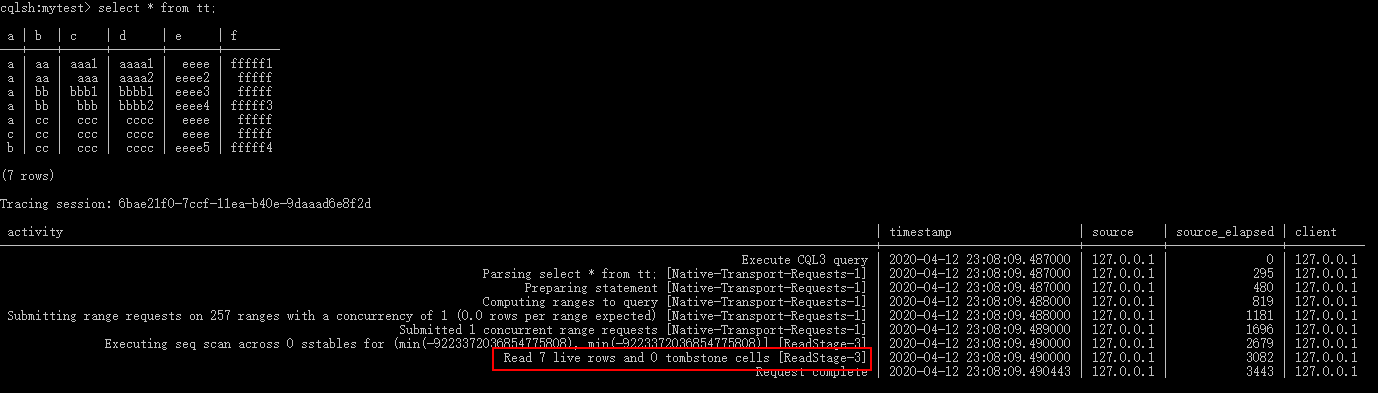 cqlsh:mytest> select * from tt;
a | b | c | d | e | f
a | aa | aaa1 | aaaa1 | eeee | fffff1
a | aa | aaa | aaaa2 | eeee2 | fffff
a | bb | bbb1 | bbbb1 | eeee3 | fffff
a | bb | bbb | bbbb2 | eeee4 | fffff3
a | cc | ccc | cccc | eeee | fffff
c | cc | ccc | cccc | eeee | fffff
b | cc | ccc | cccc | eeee5 | fffff4
(7 rows)
Tracing session: 6bae21f0-7ccf-11ea-b40e-9daaad6e8f2d
activity | timestamp | source | source_elapsed | client
Execute CQL3 query | 2020-04-12 23:08:09.487000 | 127.0.0.1 | 0 | 127.0.0.1
Parsing select * from tt; [Native-Transport-Requests-1] | 2020-04-12 23:08:09.487000 | 127.0.0.1 | 295 | 127.0.0.1
Preparing statement [Native-Transport-Requests-1] | 2020-04-12 23:08:09.487000 | 127.0.0.1 | 480 | 127.0.0.1
Computing ranges to query [Native-Transport-Requests-1] | 2020-04-12 23:08:09.488000 | 127.0.0.1 | 819 | 127.0.0.1
Submitting range requests on 257 ranges with a concurrency of 1 (0.0 rows per range expected) [Native-Transport-Requests-1] | 2020-04-12 23:08:09.488000 | 127.0.0.1 | 1181 | 127.0.0.1
Submitted 1 concurrent range requests [Native-Transport-Requests-1] | 2020-04-12 23:08:09.489000 | 127.0.0.1 | 1696 | 127.0.0.1
Executing seq scan across 0 sstables for (min(-9223372036854775808), min(-9223372036854775808)] [ReadStage-3] | 2020-04-12 23:08:09.490000 | 127.0.0.1 | 2679 | 127.0.0.1
Read 7 live rows and 0 tombstone cells [ReadStage-3] | 2020-04-12 23:08:09.490000 | 127.0.0.1 | 3082 | 127.0.0.1
Request complete | 2020-04-12 23:08:09.490443 | 127.0.0.1 | 3443 | 127.0.0.1